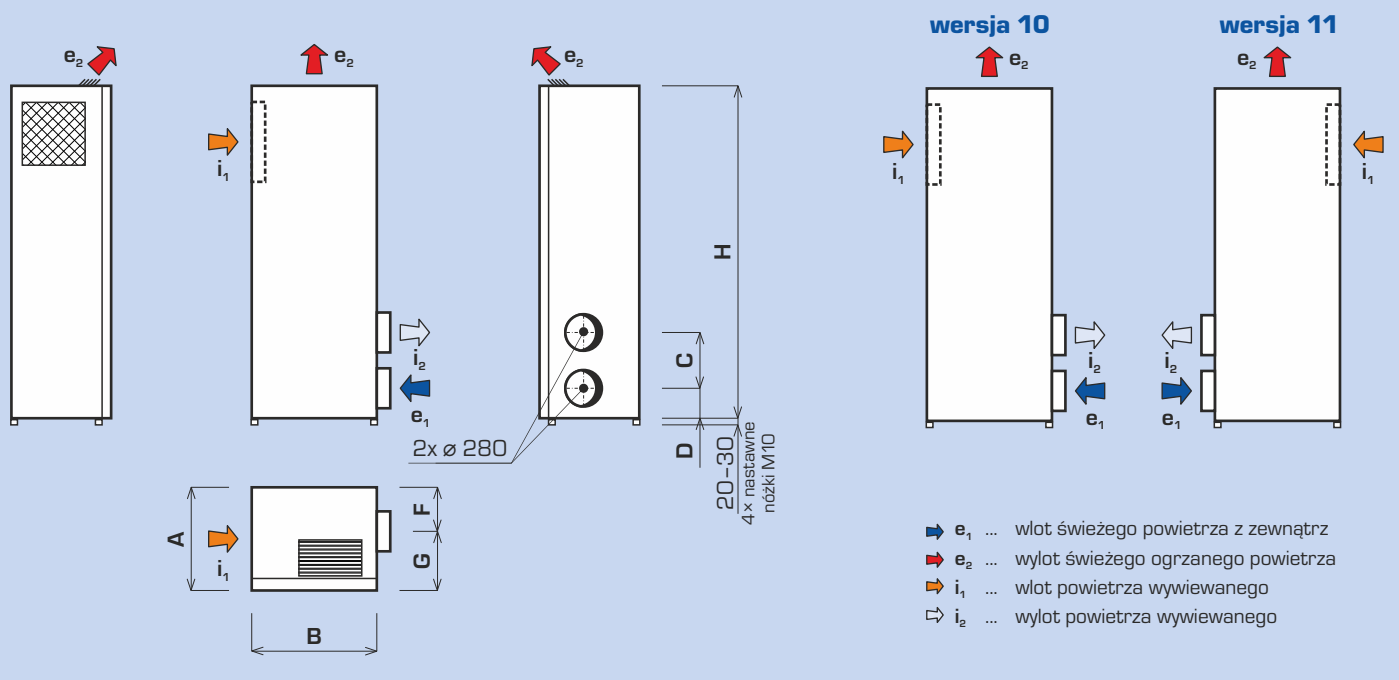 wersja 10
wersja 11
e₂
e₂
e₂
e₂
e₂
i₁
i₁
i₁
i₂
e₁
i₂
e₁
i₂
e₁
H
C
D
2x ø 280
20-30
4× nastawne
nóżki M10
A
i₁
F
G
B
e₁ ... wlot świeżego powietrza z zewnątrz
e₂ ... wylot świeżego ogrzanego powietrza
i₁ ... wlot powietrza wywiewanego
i₂ ... wylot powietrza wywiewanego